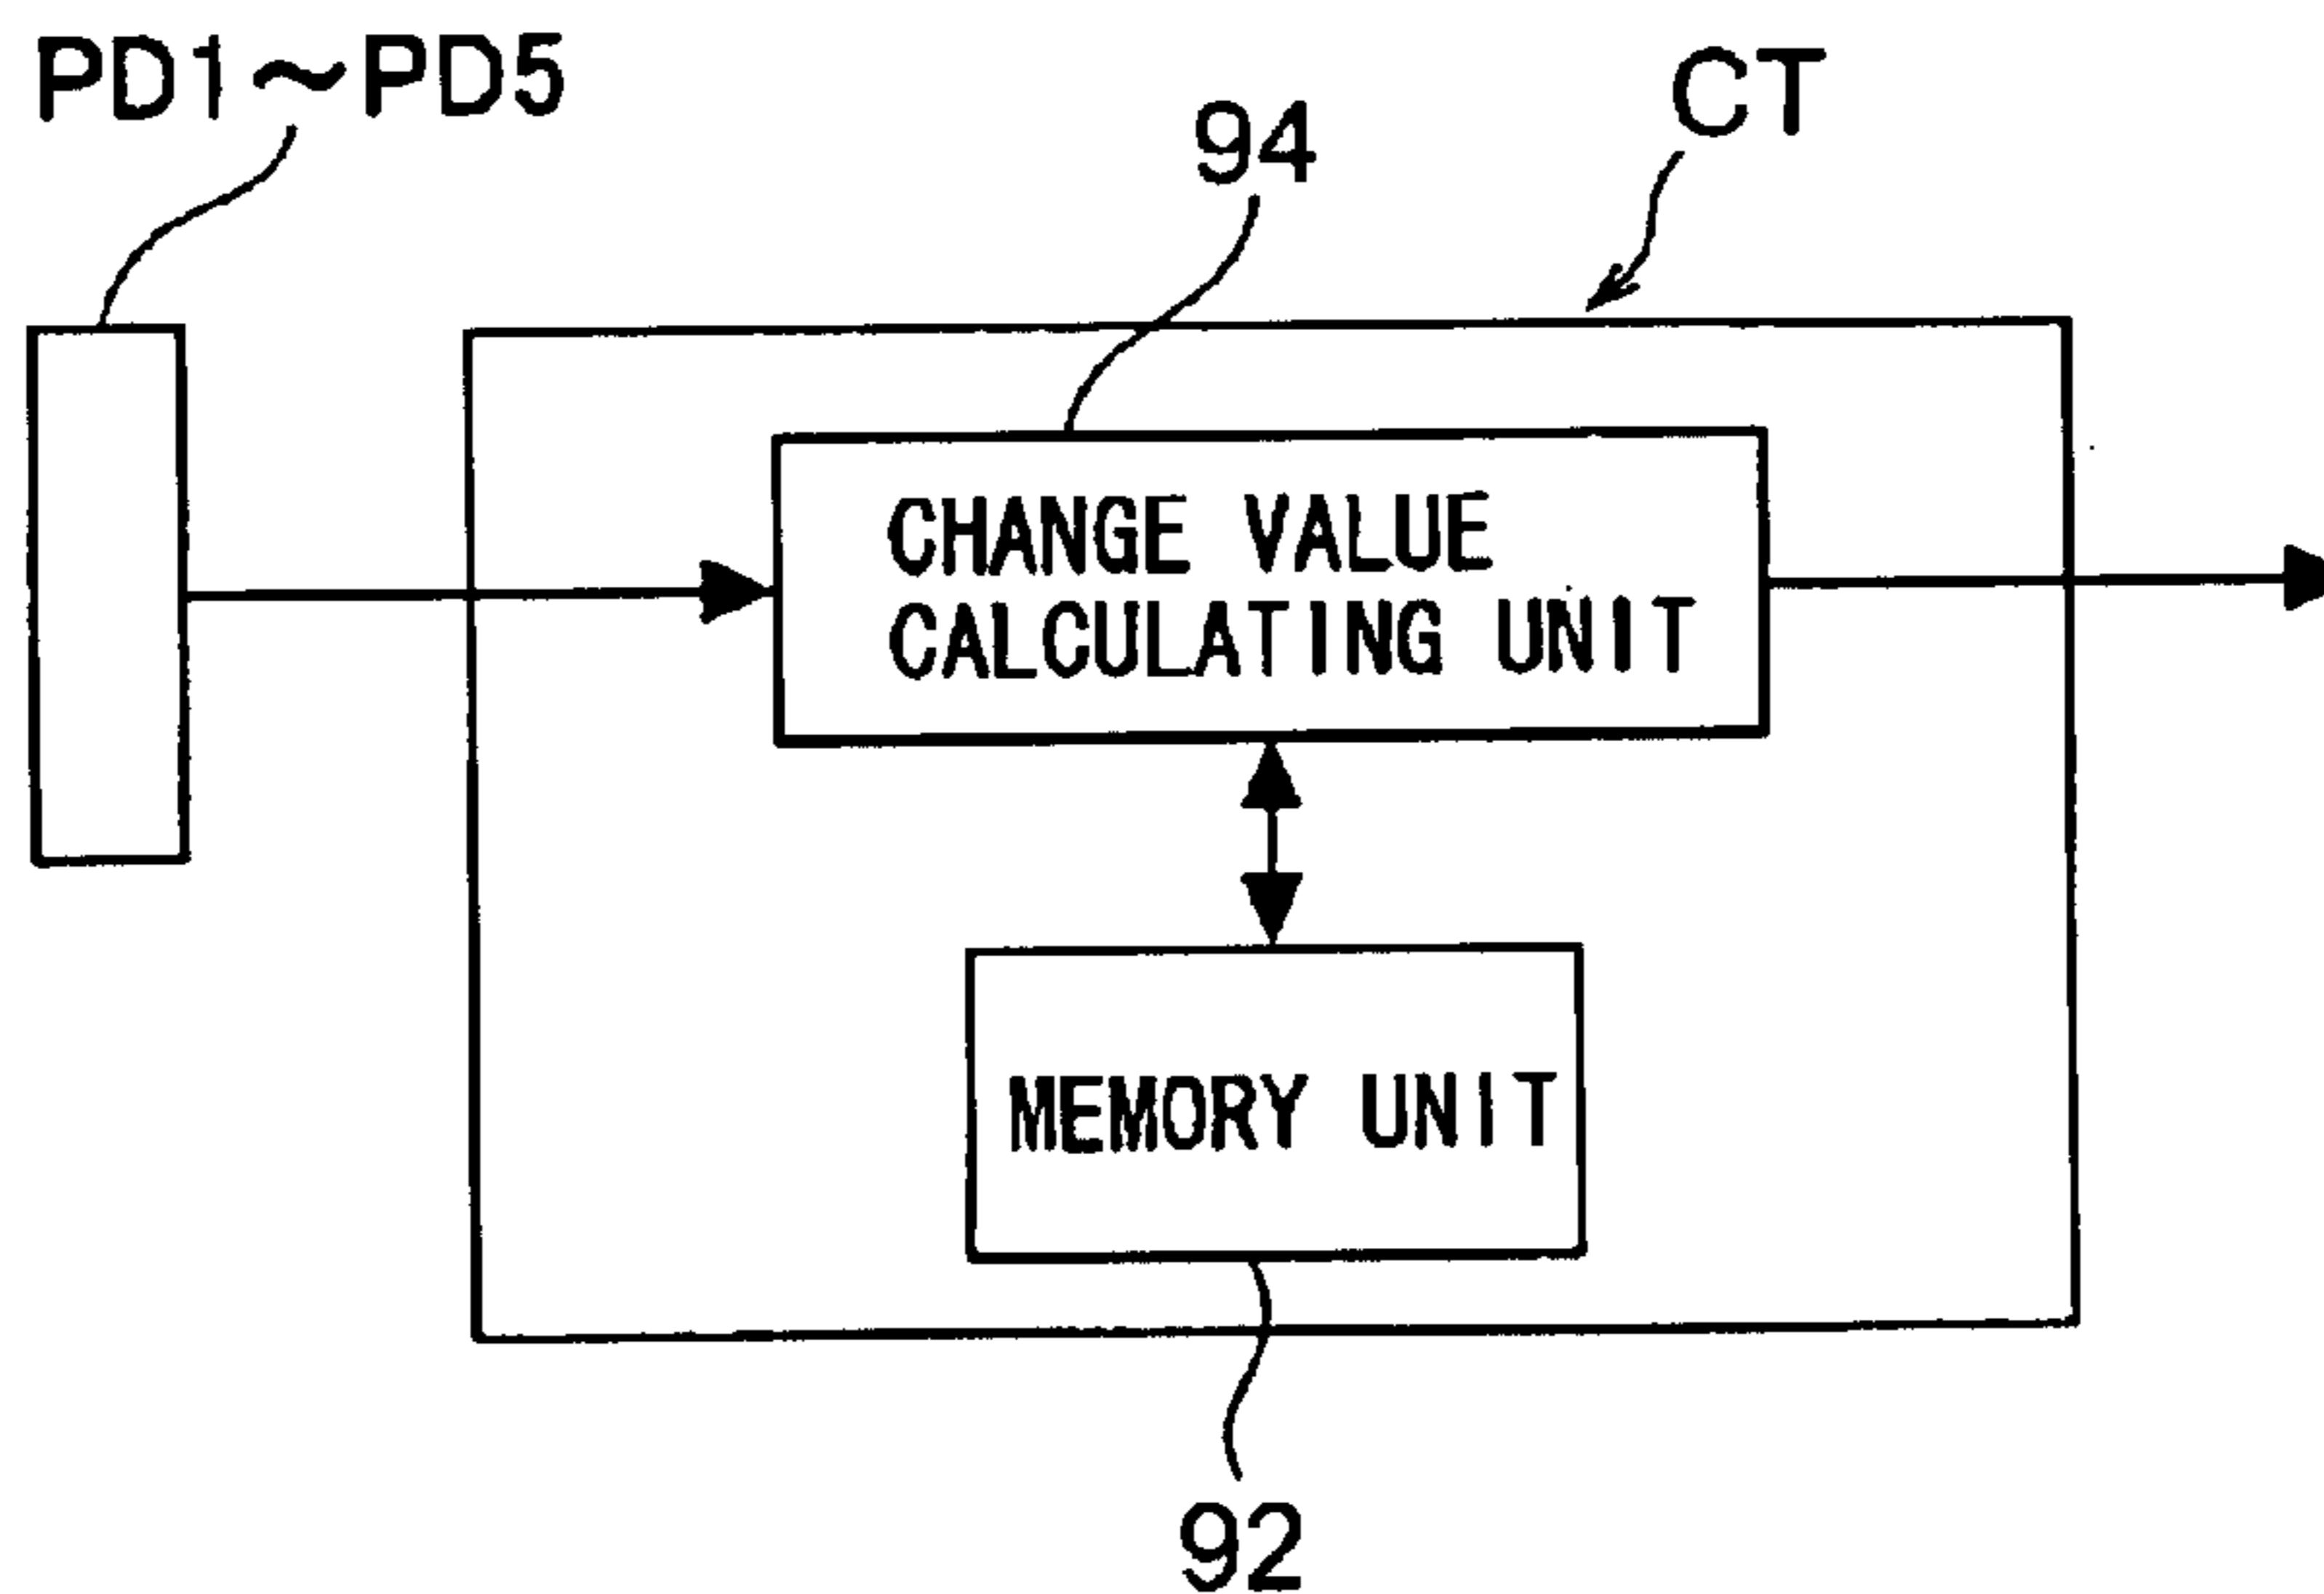 PD1~PD5
CT
94
CHANGE VALUE
CALCULATING UNIT
MEMORY UNIT
92